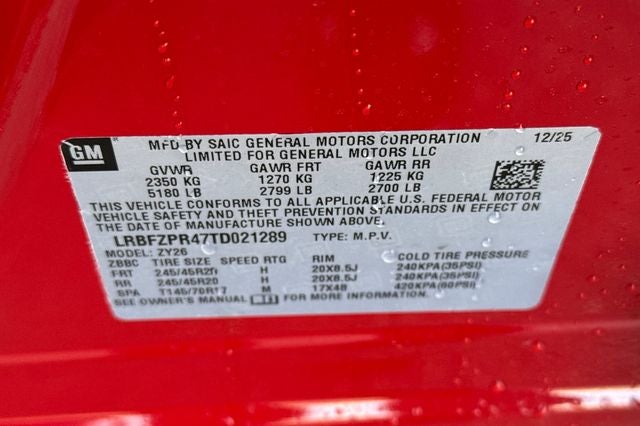 GM
MFD BY SAIC GENERAL MOTORS CORPORATION 12/25
LIMITED FOR GENERAL MOTORS LLC
GVWR GAWR FRT GAWR RR
2350 KG 1270 KG 1225 KG
5180 LB 2799 LB 2700 LB
THIS VEHICLE CONFORMS TO ALL APPLICABLE U.S. FEDERAL MOTOR
VEHICLE SAFETY AND THEFT PREVENTION STANDARDS IN EFFECT ON
THE DATE OF MANUFACTURE SHOWN ABOVE.
LRBFZPR47TD021289 TYPE: M.P.V.
MODEL: ZY26
ZBBC TIRE SIZE SPEED RTG RIM COLD TIRE PRESSURE
FRT 245/45R20 H 20X8.5J 240KPA(35PSI)
RR 245/45R20 H 20X8.5J 240KPA(35PSI)
SPA T145/70R17 M 17X4B 420KPA(60PSI)
SEE OWNER'S MANUAL FOR MORE INFORMATION.